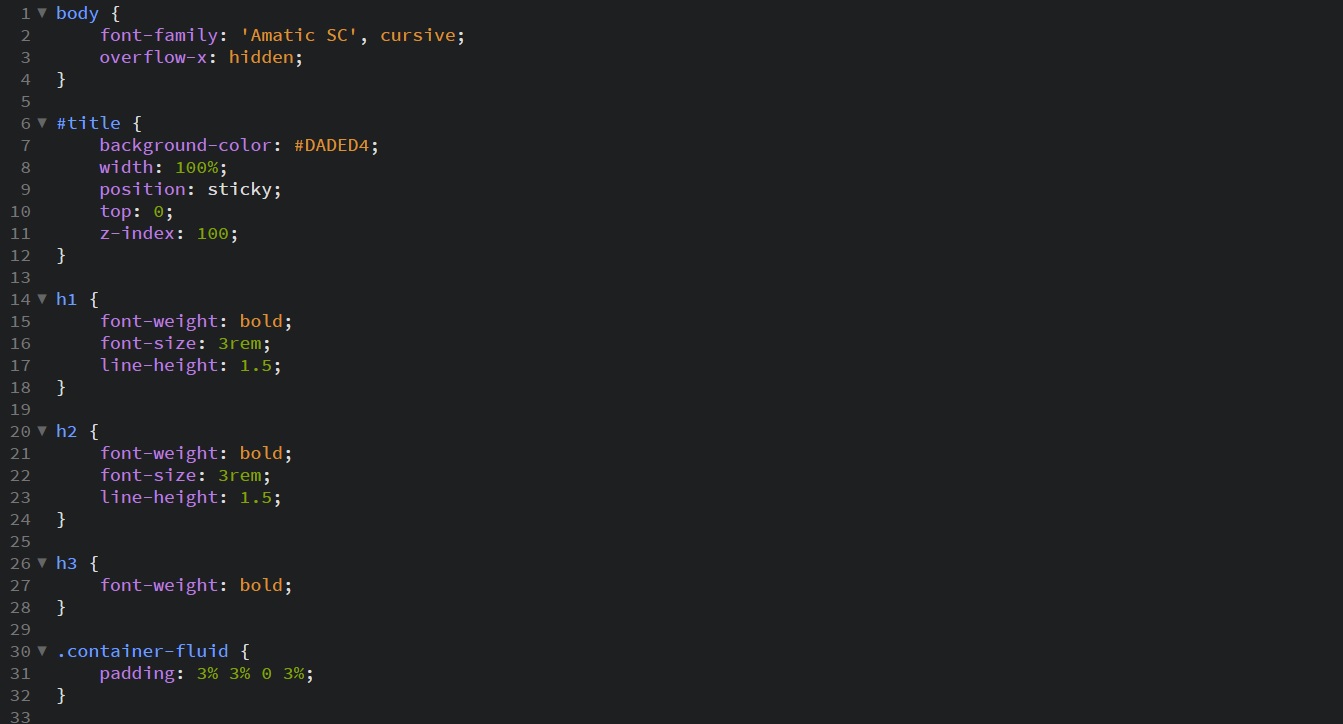 1 ▼ body {
2     font-family: 'Amatic SC', cursive;
3     overflow-x: hidden;
4 }
5
6 ▼ #title {
7     background-color: #DADED4;
8     width: 100%;
9     position: sticky;
10     top: 0;
11     z-index: 100;
12 }
13
14 ▼ h1 {
15     font-weight: bold;
16     font-size: 3rem;
17     line-height: 1.5;
18 }
19
20 ▼ h2 {
21     font-weight: bold;
22     font-size: 3rem;
23     line-height: 1.5;
24 }
25
26 ▼ h3 {
27     font-weight: bold;
28 }
29
30 ▼ .container-fluid {
31     padding: 3% 3% 0 3%;
32 }
33